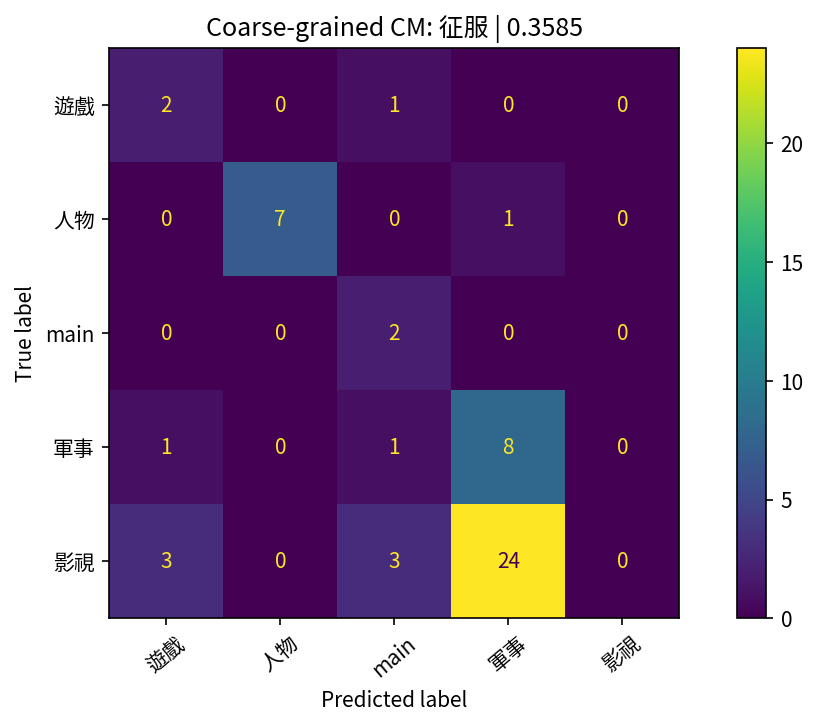 Coarse-grained CM: 征服 | 0.3585
遊戲 2 0 1 0 0
人物 0 7 0 1 0
main 0 0 2 0 0
軍事 1 0 1 8 0
影視 3 0 3 24 0
遊戲 人物 main 軍事 影視
Predicted label
True label
20
15
10
5
0